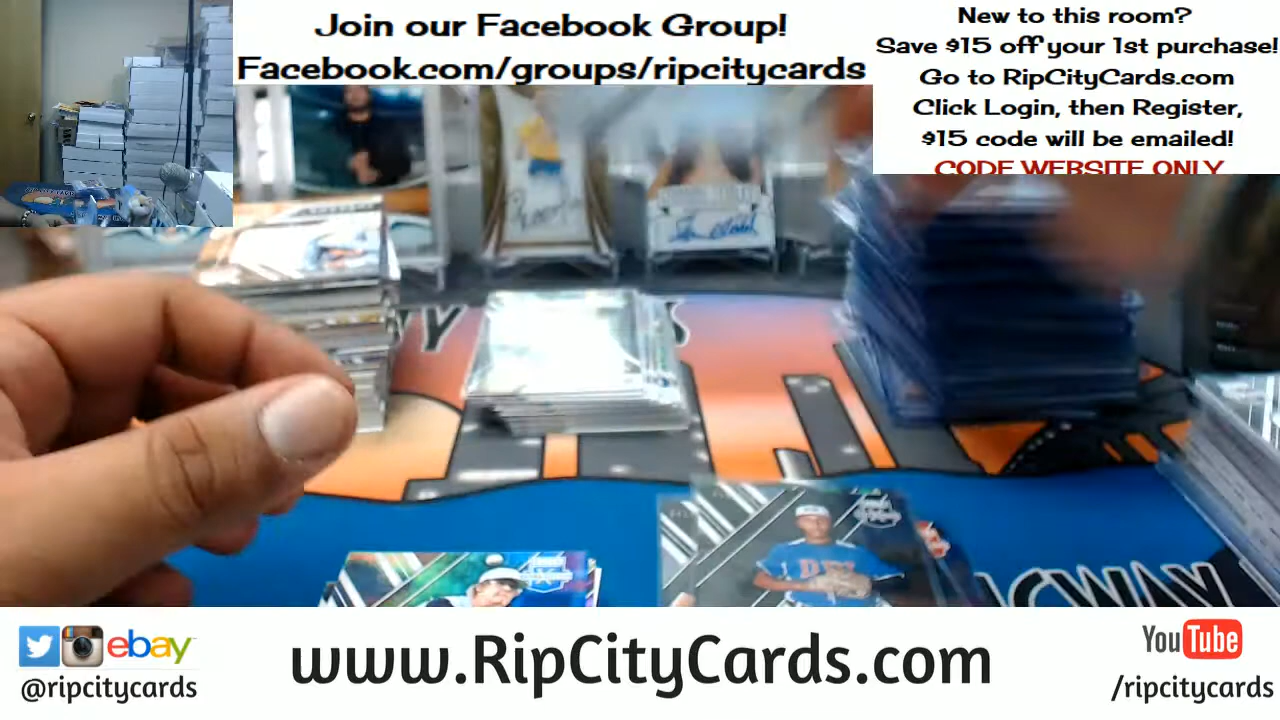 Join our Facebook Group!
Facebook.com/groups/ripcitycards
New to this room?
Save $15 off your 1st purchase!
Go to RipCityCards.com
Click Login, then Register,
$15 code will be emailed!
CODE WEBSITE ONLY
ebay
@ripcitycards
www.RipCityCards.com
YouTube
/ripcitycards